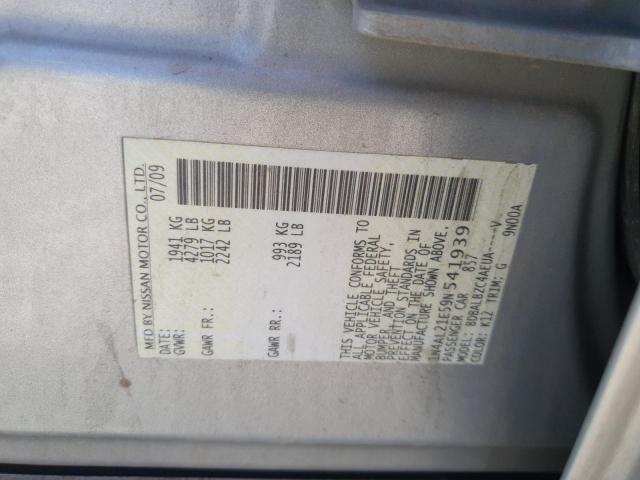 MFD BY NISSAN MOTOR CO., LTD.
DATE: 07/09
GVWR: 1941 KG
4279 LB
GAWR FR: 1017 KG
2242 LB
GAWR RR: 993 KG
2189 LB
THIS VEHICLE CONFORMS TO
ALL APPLICABLE FEDERAL
MOTOR VEHICLE SAFETY,
BUMPER, AND THEFT
PREVENTION STANDARDS IN
EFFECT ON THE DATE OF
MANUFACTURE SHOWN ABOVE.
1N4AL21E59N541939
PASSENGER CAR 857
MODEL: BDBALBZC4AEUA----V
COLOR: K12 TRIM: G 9N00A